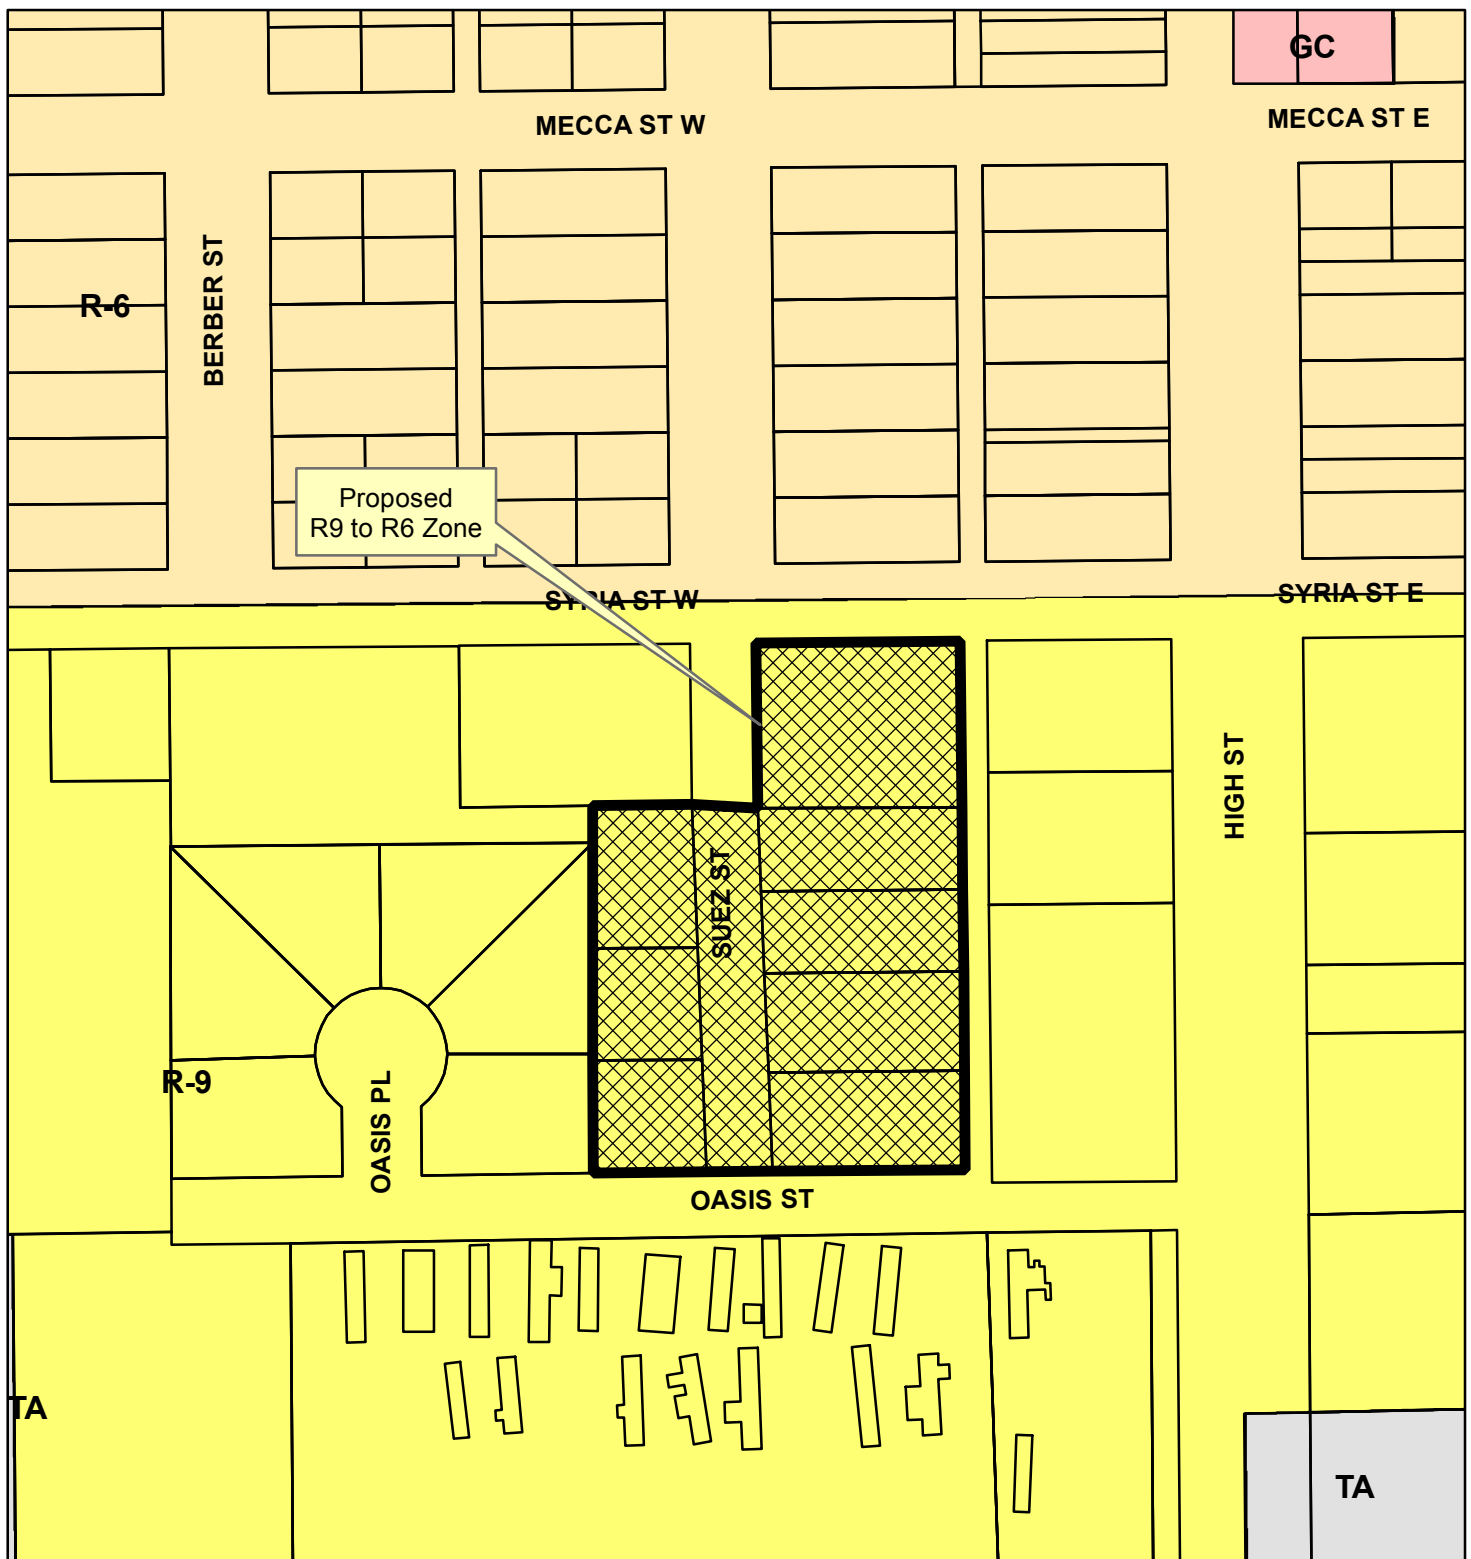 GC
MECCA ST W
MECCA ST E
BERBER ST
R-6
Proposed
R9 to R6 Zone
SYRIA ST W
SYRIA ST E
HIGH ST
SUEZ ST
R-9
OASIS PL
OASIS ST
TA
TA